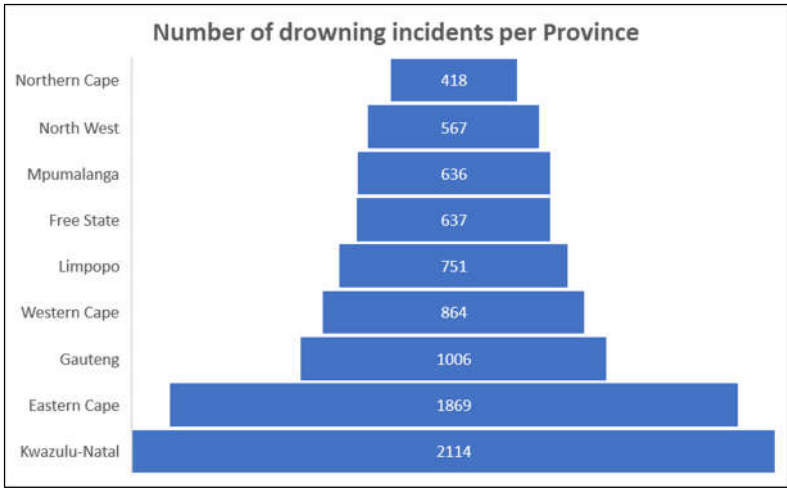 Number of drowning incidents per Province
Northern Cape 418
North West 567
Mpumalanga 636
Free State 637
Limpopo 751
Western Cape 864
Gauteng 1006
Eastern Cape 1869
Kwazulu-Natal 2114